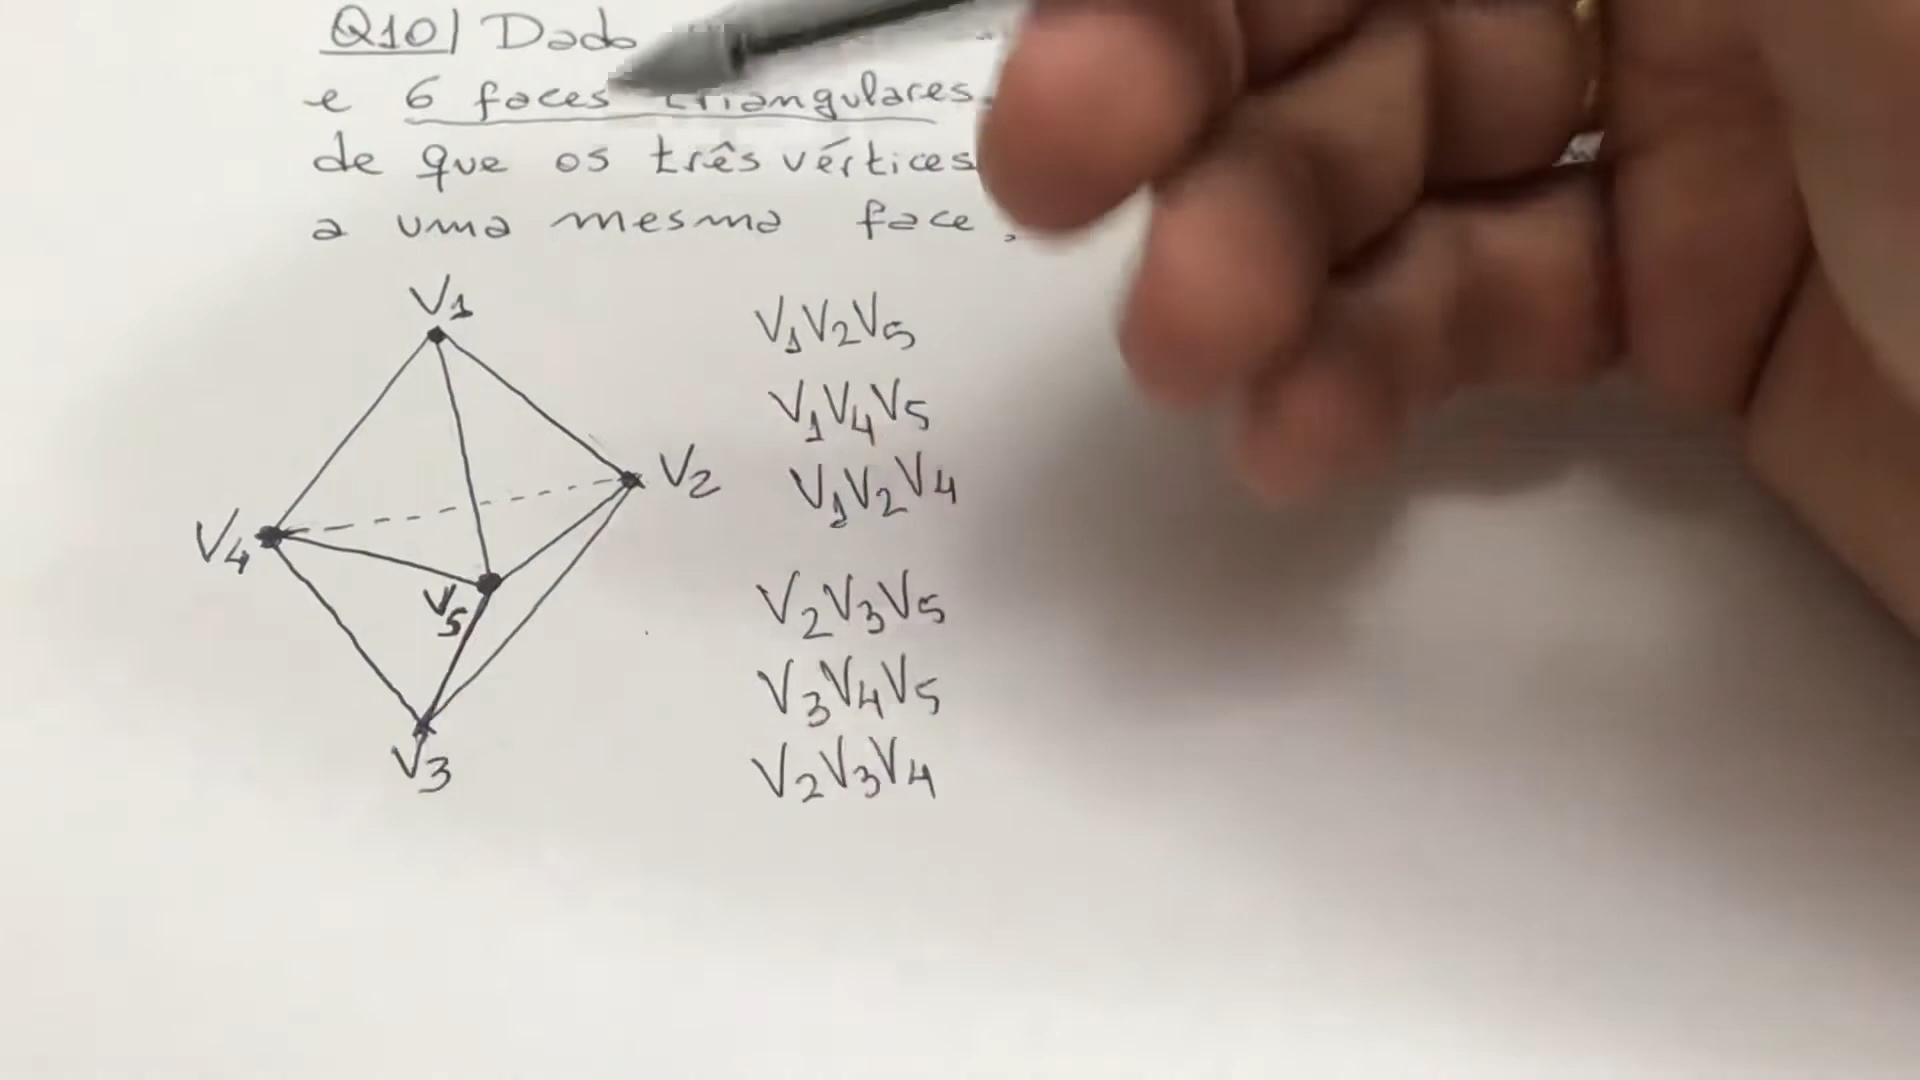 Q10) Dado
e 6 faces triangulares.
de que os três vértices
a uma mesma face,
V1
V1V2V5
V1V4V5
V2
V1V2V4
V4
V5
V2V3V5
V3V4V5
V3
V2V3V4